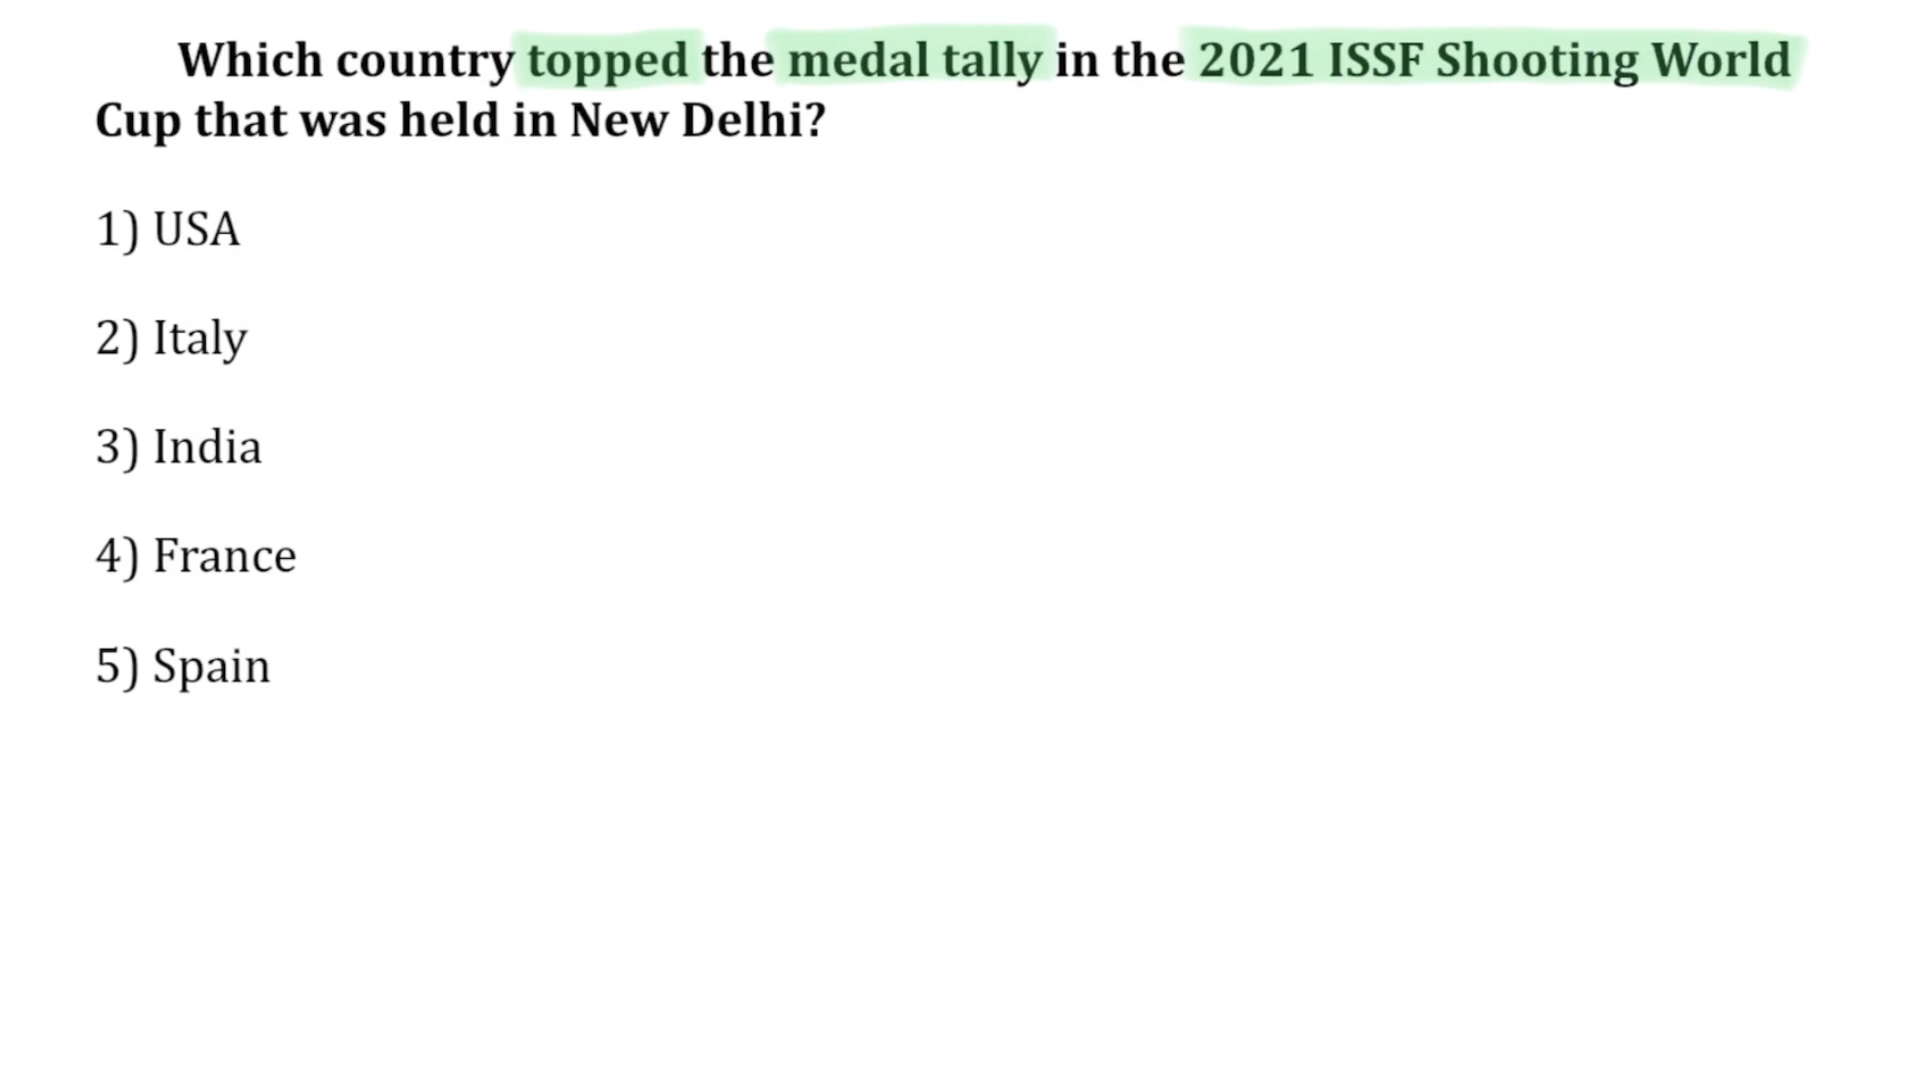 Which country topped the medal tally in the 2021 ISSF Shooting World
Cup that was held in New Delhi?
1) USA
2) Italy
3) India
4) France
5) Spain